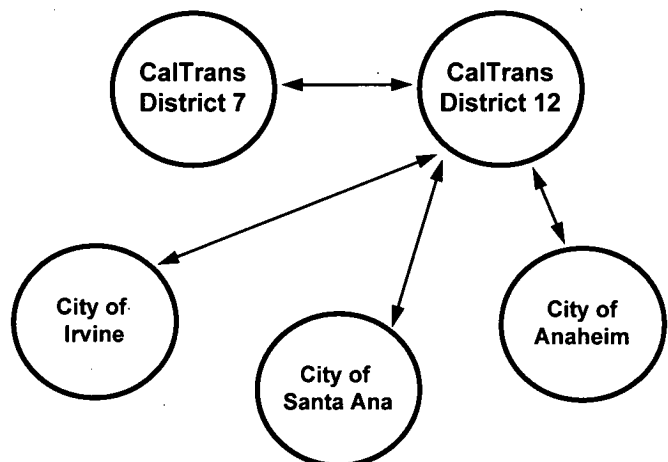 CalTrans
District 7
CalTrans
District 12
City of
Irvine
City of
Santa Ana
City of
Anaheim